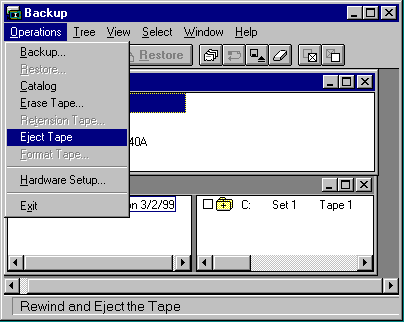 Backup
Operations Tree View Select Window Help
Backup...
Restore...
Restore
Catalog
Erase Tape...
Retension Tape...
Eject Tape
40A
Format Tape...
Hardware Setup...
Exit
on 3/2/99
C: Set 1 Tape 1
Rewind and Eject the Tape